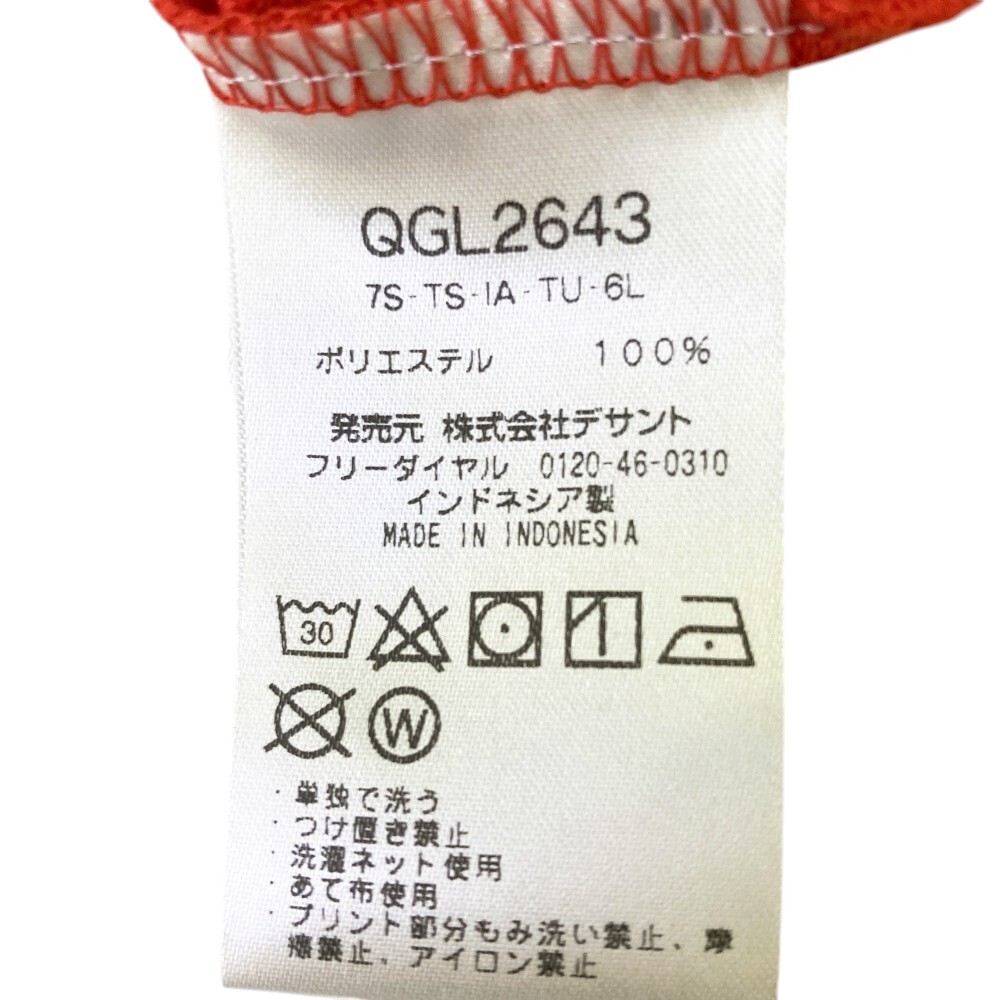 QGL2643
7S-TS-IA-TU-6L
ポリエステル 100%
発売元 株式会社デサント
フリーダイヤル 0120-46-0310
インドネシア製
MADE IN INDONESIA
30
W
・単独で洗う
・つけ置き禁止
・洗濯ネット使用
・あて布使用
・プリント部分もみ洗い禁止、摩
擦禁止、アイロン禁止